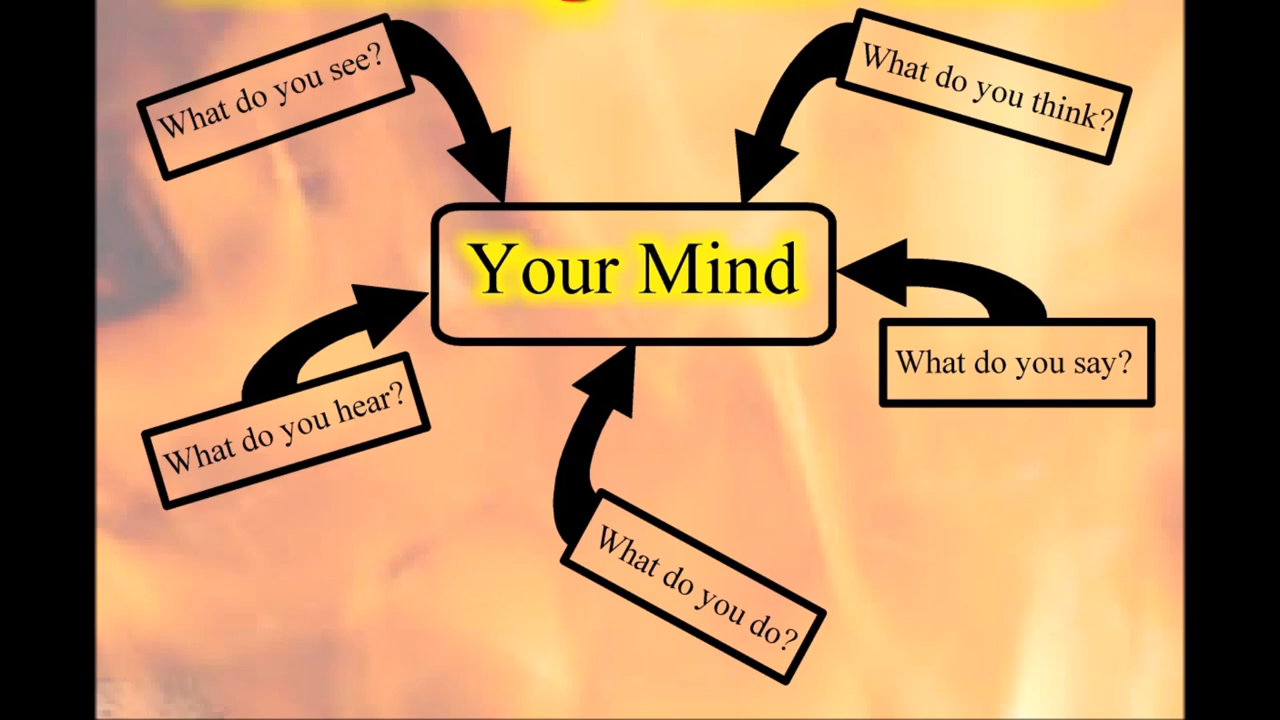 What do you see?
What do you think?
Your Mind
What do you say?
What do you hear?
What do you do?